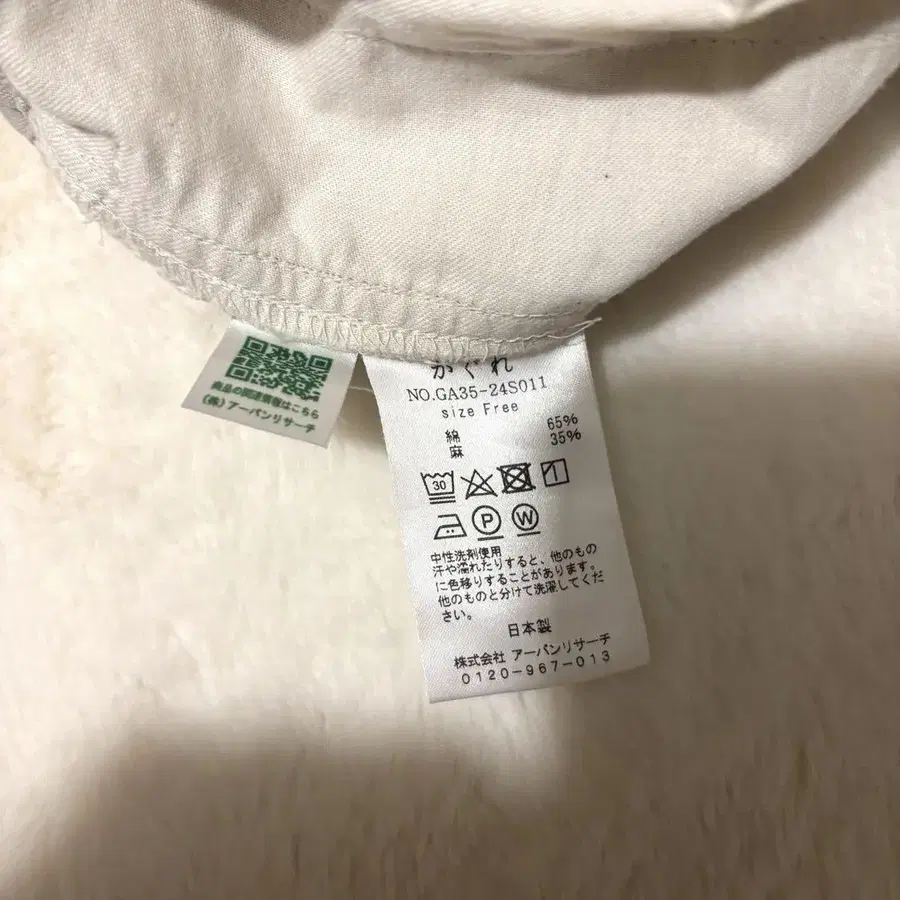 商品の関連情報はこちら
(株)アーバンリサーチ
かぐれ
NO.GA35-24S011
size Free
綿 65%
麻 35%
30
P
W
中性洗剤使用
汗や濡れたりすると、他のもの
に色移りすることがあります。
他のものと分けて洗濯してくだ
さい。
日本製
株式会社 アーバンリサーチ
0120-967-013